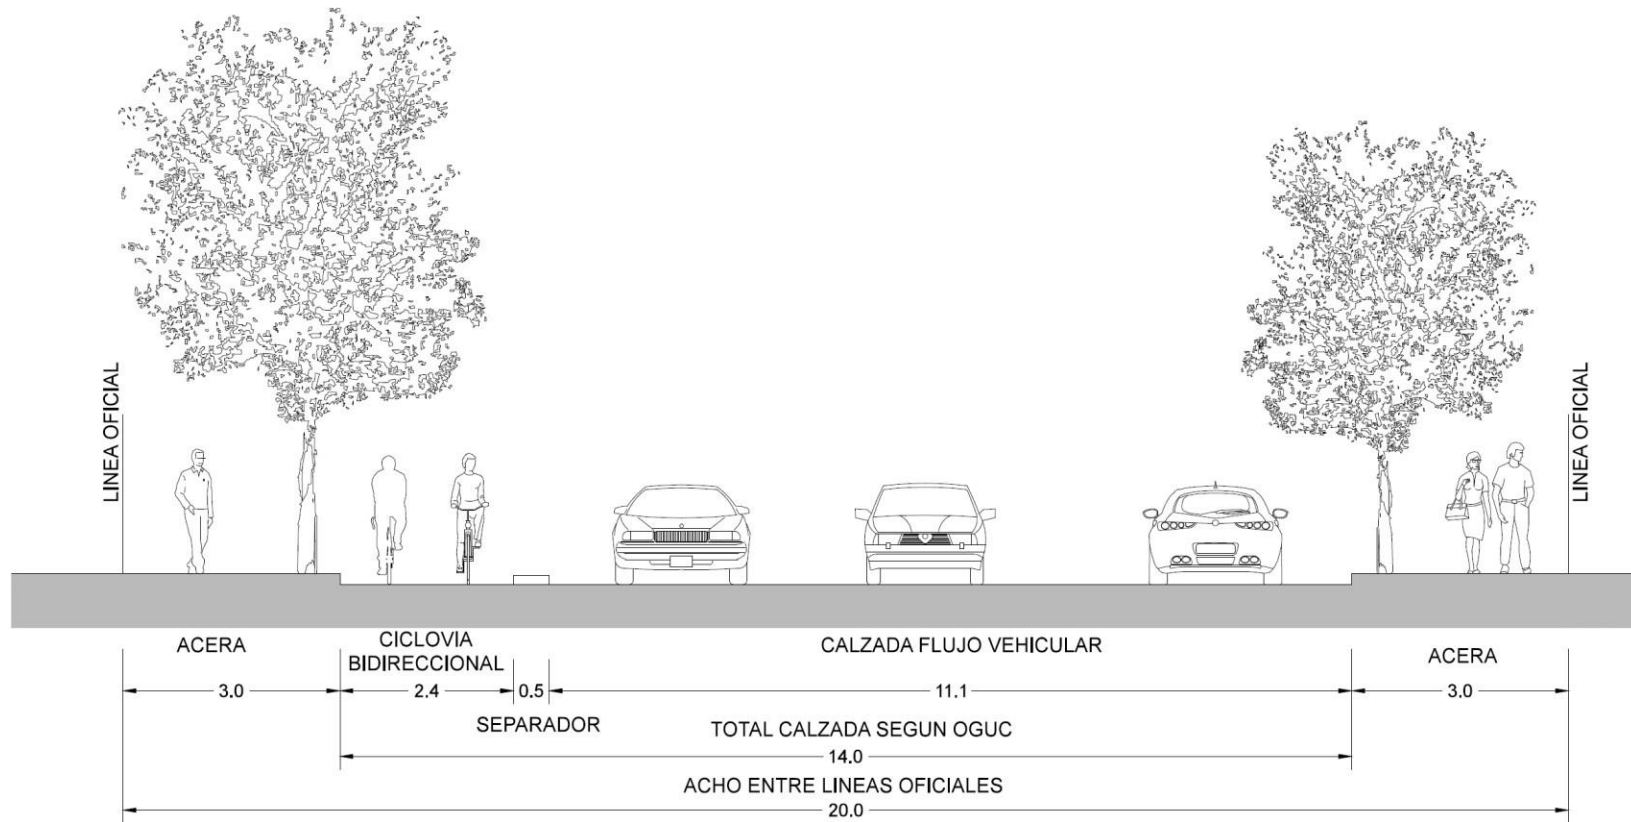 LINEA OFICIAL
LINEA OFICIAL
ACERA
CICLOVIA
BIDIRECCIONAL
CALZADA FLUJO VEHICULAR
ACERA
3.0
2.4
0.5
11.1
3.0
SEPARADOR
TOTAL CALZADA SEGUN OGUC
14.0
ACHO ENTRE LINEAS OFICIALES
20.0